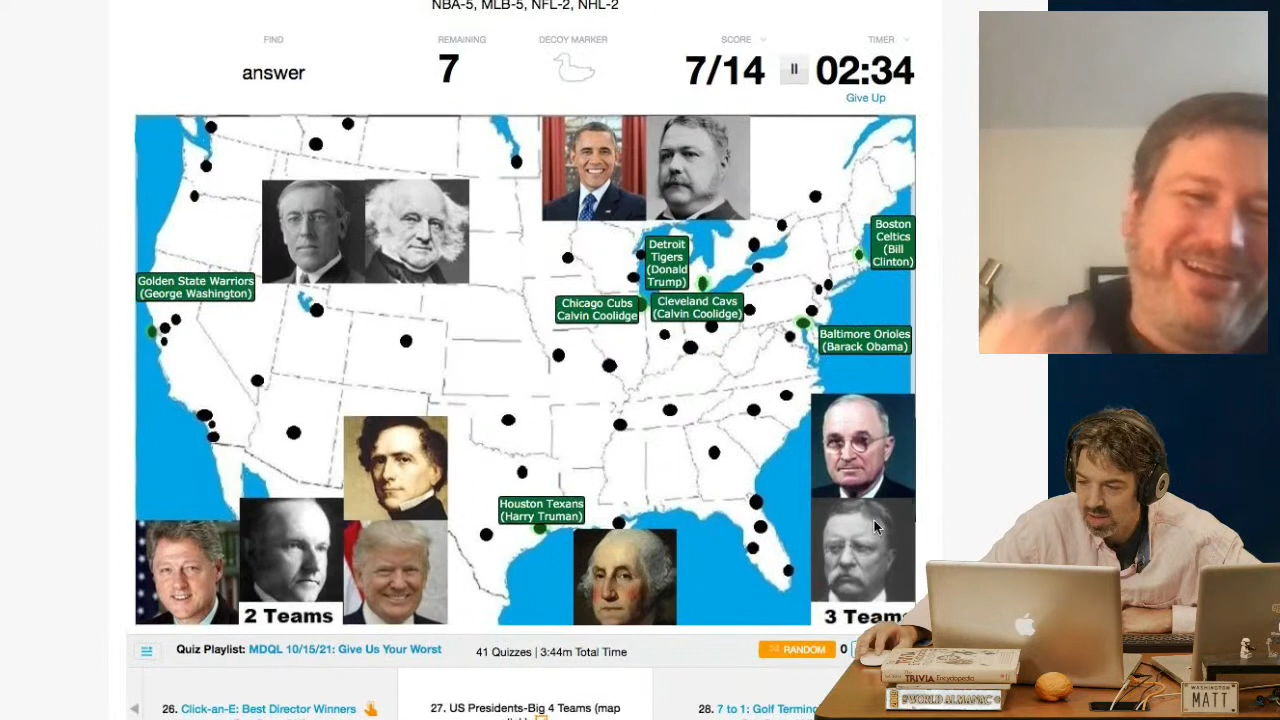 NBA-5, MLB-5, NFL-2, NHL-2
FIND
REMAINING
DECOY MARKER
SCORE
TIMER
answer
7
7/14
02:34
Give Up
Boston
Celtics
(Bill
Clinton)
Detroit
Tigers
(Donald
Trump)
Golden State Warriors
(George Washington)
Chicago Cubs
Calvin Coolidge
Cleveland Cavs
(Calvin Coolidge)
Baltimore Orioles
(Barack Obama)
Houston Texans
(Harry Truman)
2 Teams
3 Teams
Quiz Playlist: MDQL 10/15/21: Give Us Your Worst
41 Quizzes | 3:44m Total Time
RANDOM
0
26. Click-an-E: Best Director Winners
27. US Presidents-Big 4 Teams (map
28. 7 to 1: Golf Terminology
TRIVIA Encyclopedia
WORLD ALMANAC
WASHINGTON
MATT